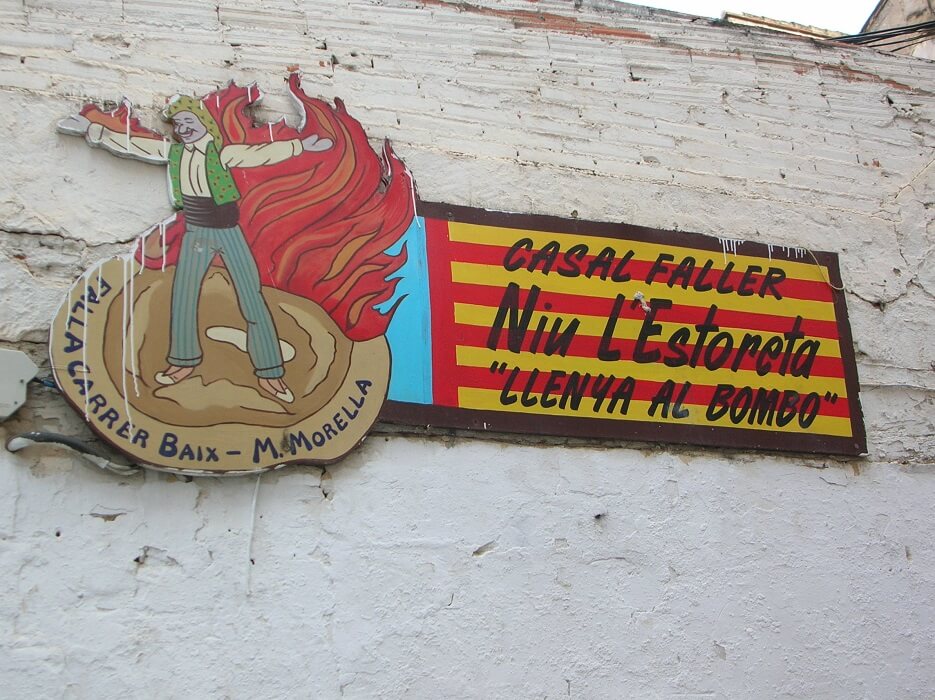 FALLA CARRER BAIX - M. MORELLA
CASAL FALLER
Niu L'Estoreta
"LLENYA AL BOMBO"